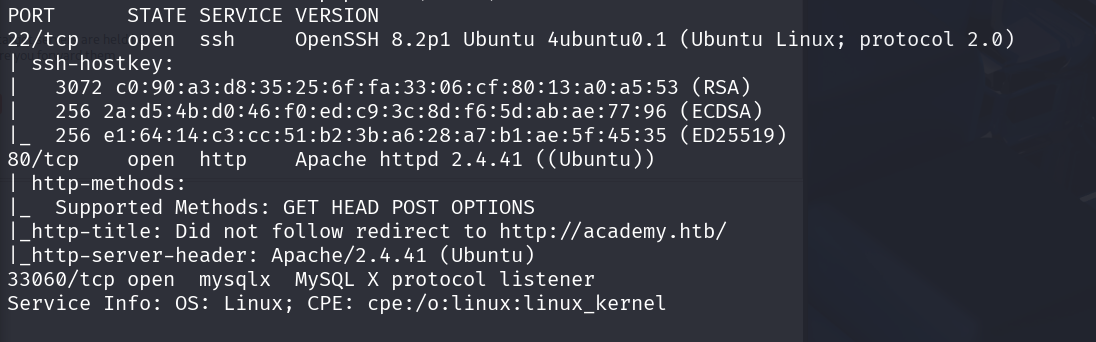 PORT      STATE SERVICE VERSION
22/tcp    open  ssh     OpenSSH 8.2p1 Ubuntu 4ubuntu0.1 (Ubuntu Linux; protocol 2.0)
| ssh-hostkey:
|   3072 c0:90:a3:d8:35:25:6f:fa:33:06:cf:80:13:a0:a5:53 (RSA)
|   256 2a:d5:4b:d0:46:f0:ed:c9:3c:8d:f6:5d:ab:ae:77:96 (ECDSA)
|_  256 e1:64:14:c3:cc:51:b2:3b:a6:28:a7:b1:ae:5f:45:35 (ED25519)
80/tcp    open  http    Apache httpd 2.4.41 ((Ubuntu))
| http-methods:
|_  Supported Methods: GET HEAD POST OPTIONS
|_http-title: Did not follow redirect to http://academy.htb/
|_http-server-header: Apache/2.4.41 (Ubuntu)
33060/tcp open  mysqlx  MySQL X protocol listener
Service Info: OS: Linux; CPE: cpe:/o:linux:linux_kernel